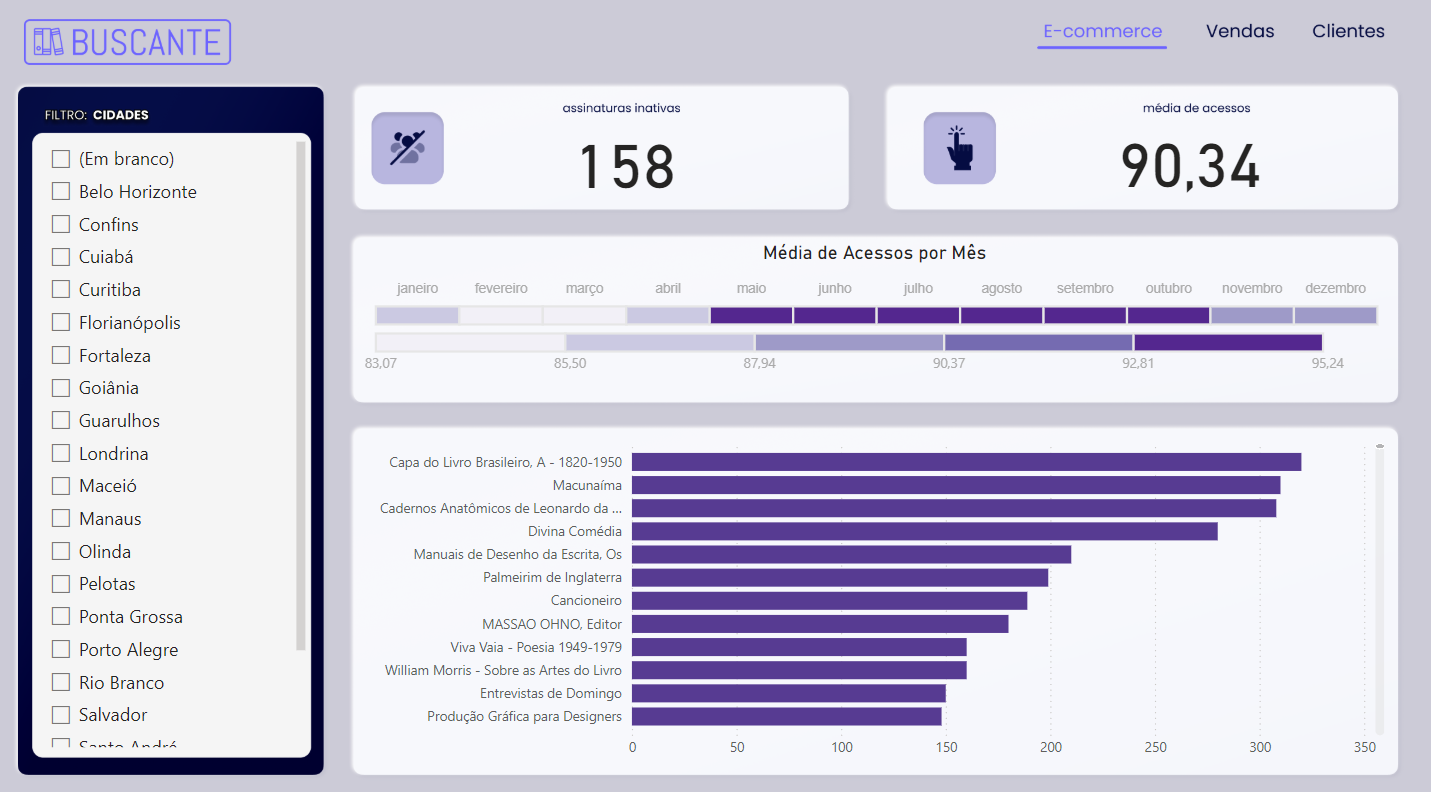 BUSCANTE
E-commerce Vendas Clientes
FILTRO: CIDADES
(Em branco)
Belo Horizonte
Confins
Cuiabá
Curitiba
Florianópolis
Fortaleza
Goiânia
Guarulhos
Londrina
Maceió
Manaus
Olinda
Pelotas
Ponta Grossa
Porto Alegre
Rio Branco
Salvador
Santo André
assinaturas inativas
158
média de acessos
90,34
Média de Acessos por Mês
janeiro fevereiro março abril maio junho julho agosto setembro outubro novembro dezembro
83,07 85,50 87,94 90,37 92,81 95,24
Capa do Livro Brasileiro, A - 1820-1950
Macunaíma
Cadernos Anatômicos de Leonardo da ...
Divina Comédia
Manuais de Desenho da Escrita, Os
Palmeirim de Inglaterra
Cancioneiro
MASSAO OHNO, Editor
Viva Vaia - Poesia 1949-1979
William Morris - Sobre as Artes do Livro
Entrevistas de Domingo
Produção Gráfica para Designers
0 50 100 150 200 250 300 350